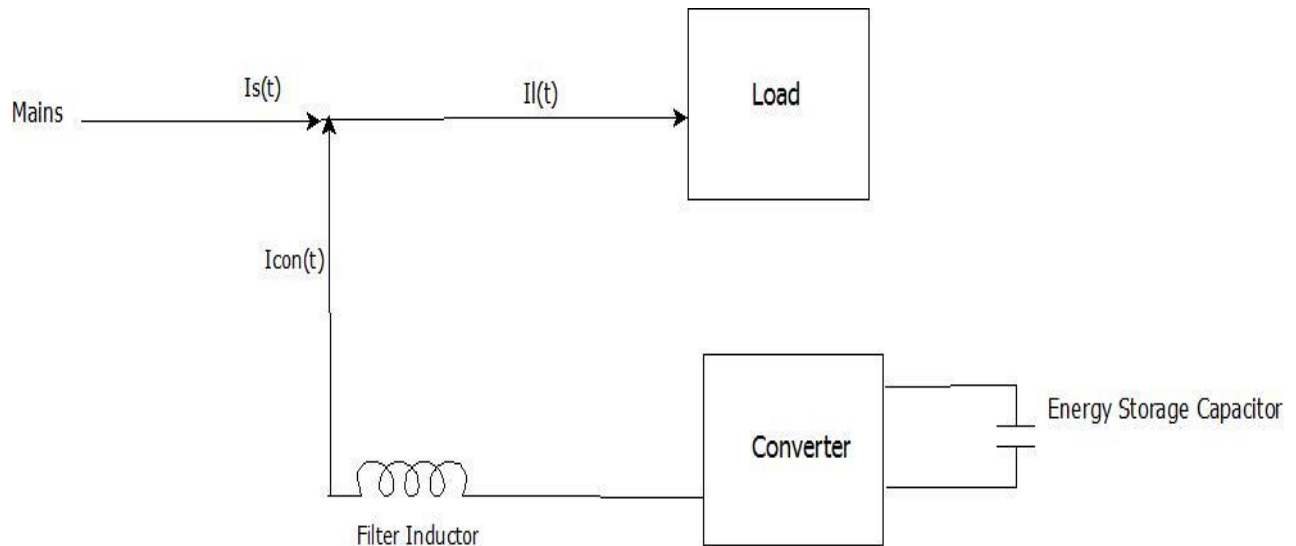 Mains
Is(t)
Il(t)
Load
Icon(t)
Filter Inductor
Converter
Energy Storage Capacitor